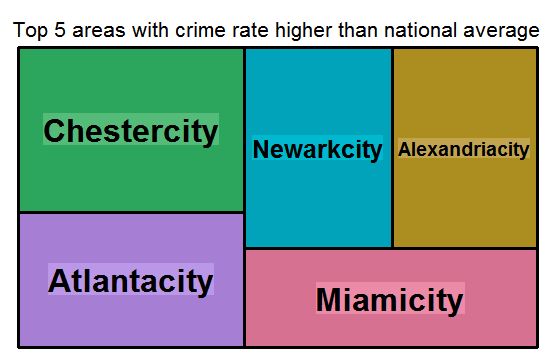 Top 5 areas with crime rate higher than national average
Chestercity
Newarkcity
Alexandriacity
Atlantacity
Miamicity